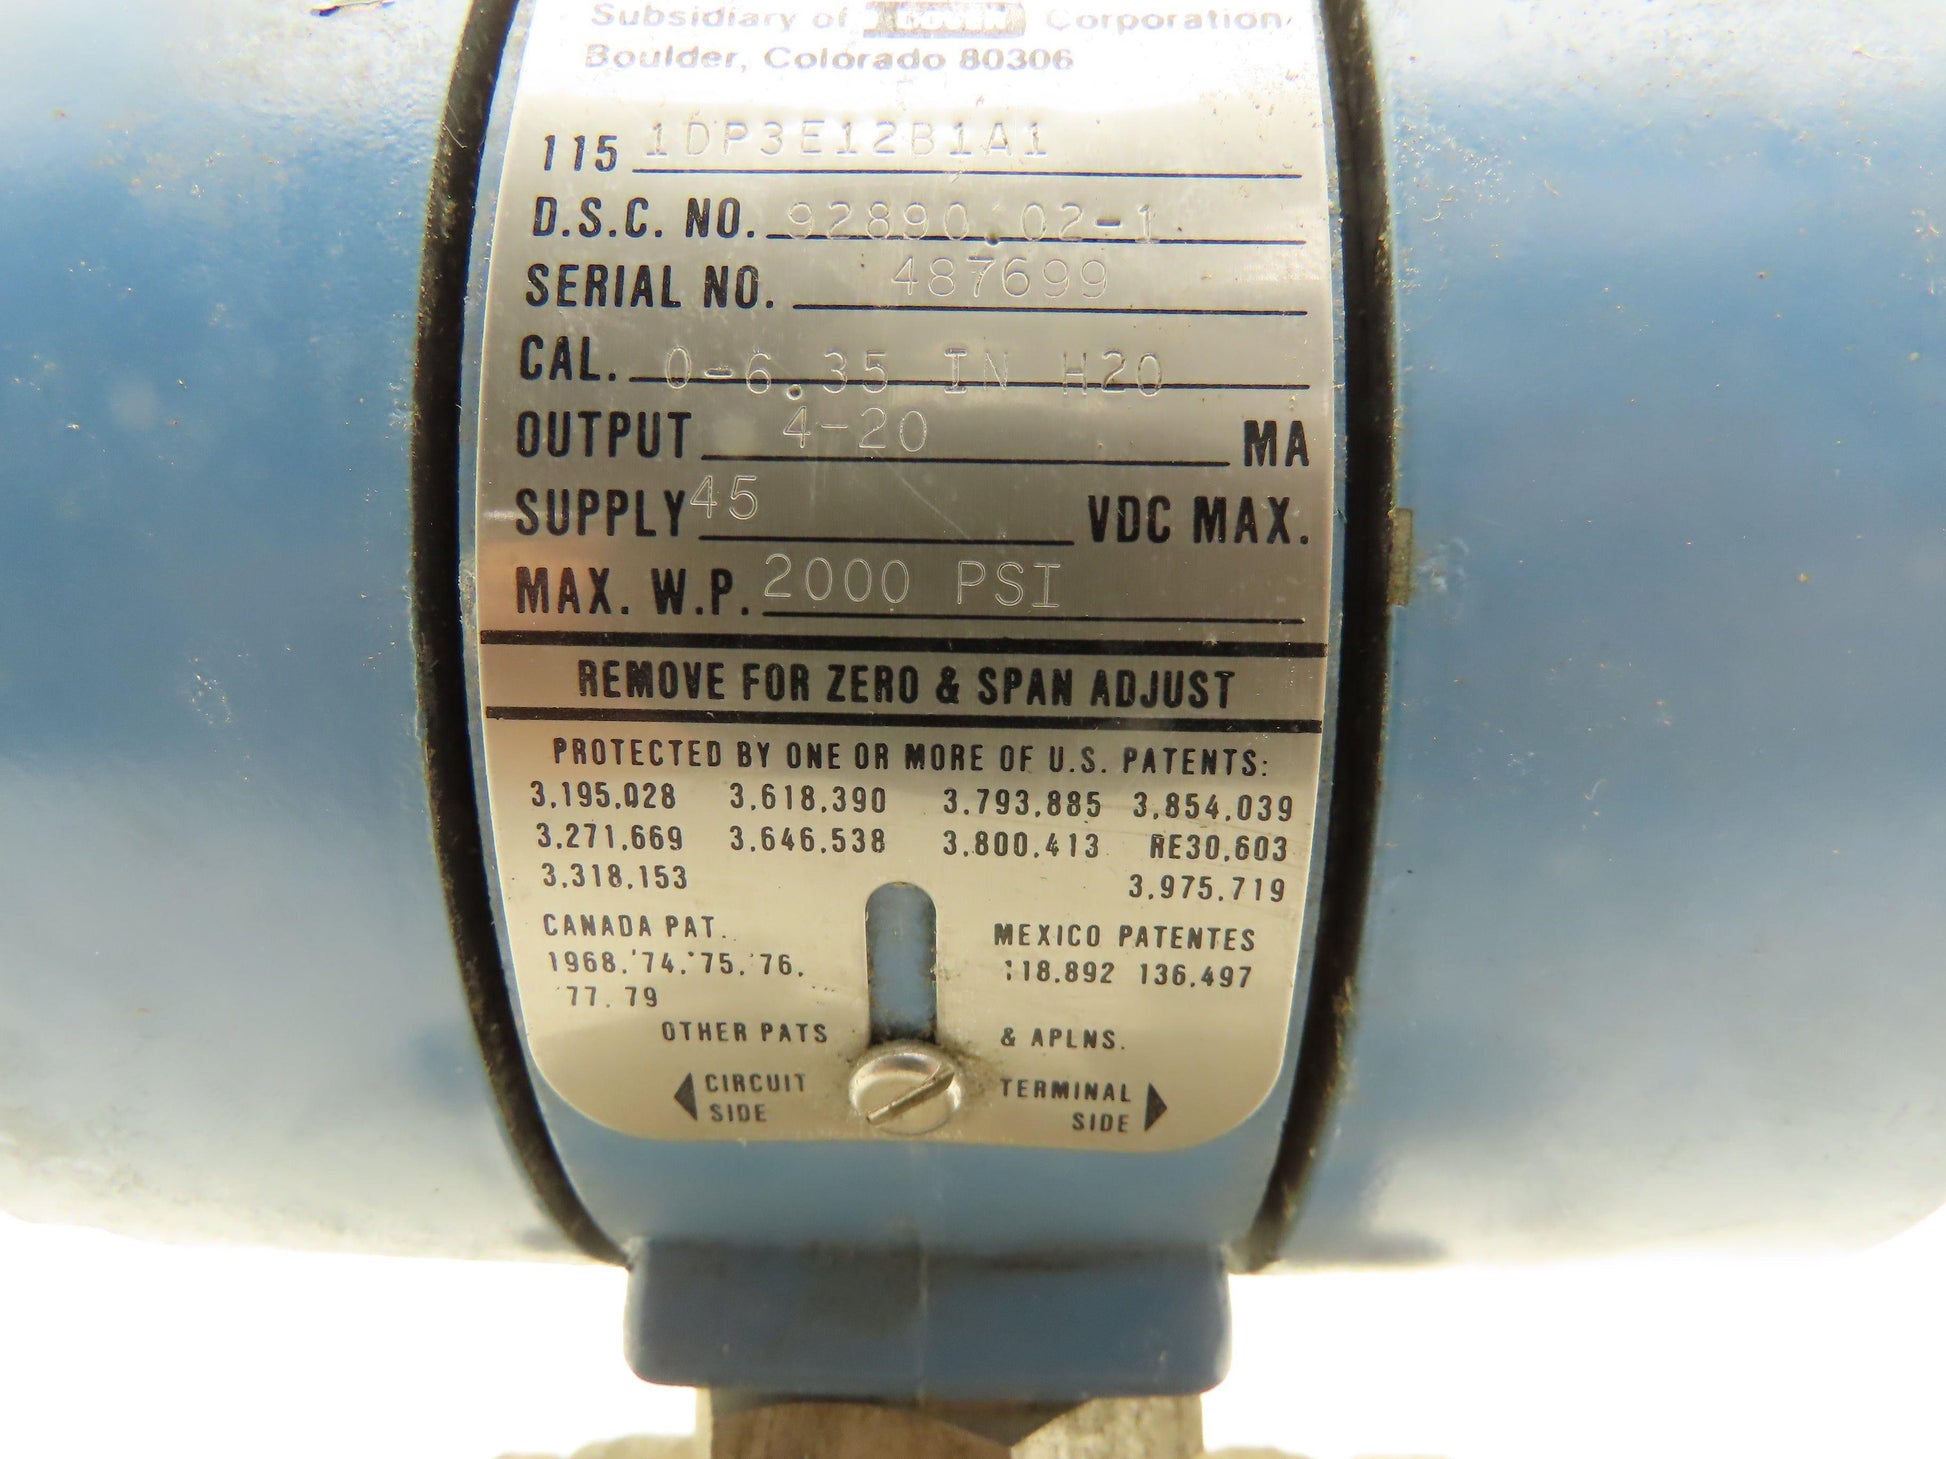 Subsidiary of DOVER Corporation
Boulder, Colorado 80306
115 1DP3E12B1A1
D.S.C. NO. 92890.02-1
SERIAL NO. 487699
CAL. 0-6.35 IN H20
OUTPUT 4-20 MA
SUPPLY 45 VDC MAX.
MAX. W.P. 2000 PSI
REMOVE FOR ZERO & SPAN ADJUST
PROTECTED BY ONE OR MORE OF U.S. PATENTS:
3,195,028 3,618,390 3,793,885 3,854,039
3,271,669 3,646,538 3,800,413 RE30,603
3,318,153 3,975,719
CANADA PAT. MEXICO PATENTES
1968, '74, '75, '76, 118,892 136,497
'77, 79
OTHER PATS & APLNS.
CIRCUIT SIDE
TERMINAL SIDE